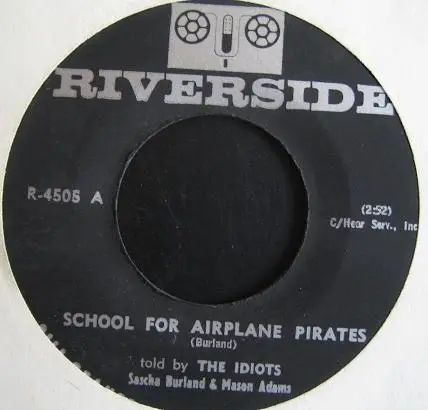 RIVERSIDE
R-4505 A
(2:52)
C/Hear Serv., Inc
SCHOOL FOR AIRPLANE PIRATES
(Burland)
told by THE IDIOTS
Sascha Burland & Mason Adams